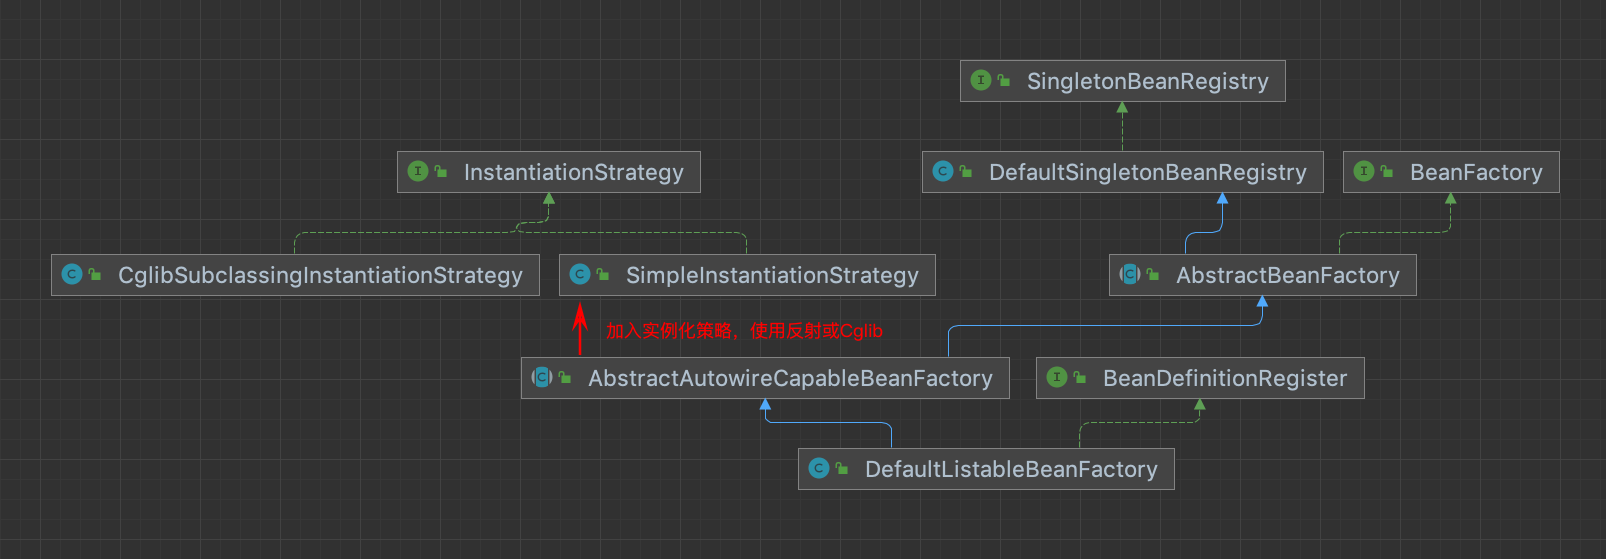 SingletonBeanRegistry
InstantiationStrategy
DefaultSingletonBeanRegistry
BeanFactory
CglibSubclassingInstantiationStrategy
SimpleInstantiationStrategy
AbstractBeanFactory
加入实例化策略，使用反射或Cglib
AbstractAutowireCapableBeanFactory
BeanDefinitionRegister
DefaultListableBeanFactory